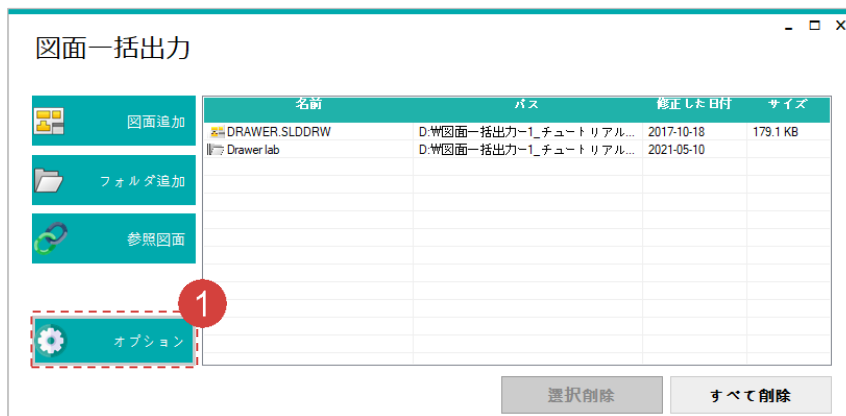 図面一括出力
図面追加
フォルダ追加
参照図面
1
オプション
名前 パス 修正した日付 サイズ
DRAWER.SLDDRW D:₩図面一括出力-1_チュートリアル... 2017-10-18 179.1 KB
Drawer lab D:₩図面一括出力-1_チュートリアル... 2021-05-10
選択削除 すべて削除